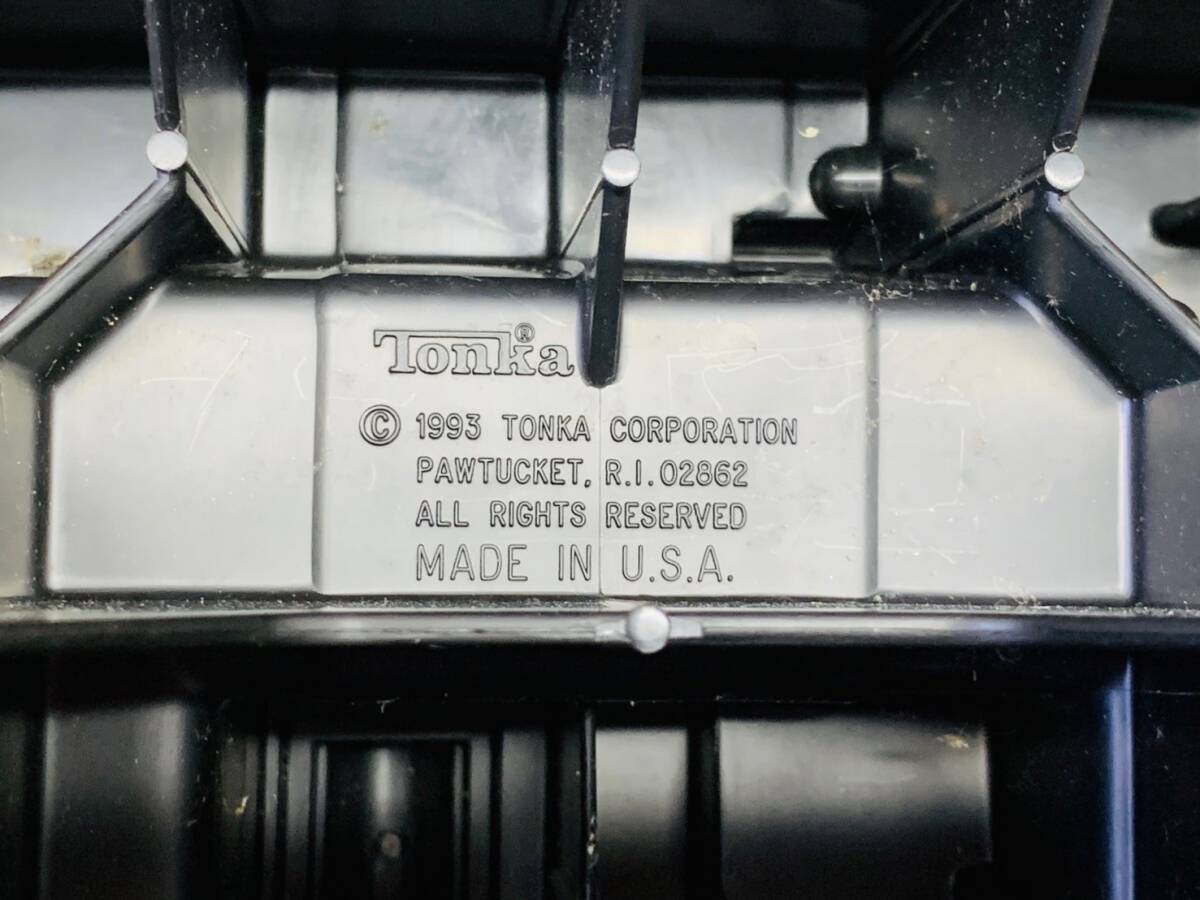 Tonka®
© 1993 TONKA CORPORATION
PAWTUCKET, R.I. 02862
ALL RIGHTS RESERVED
MADE IN U.S.A.